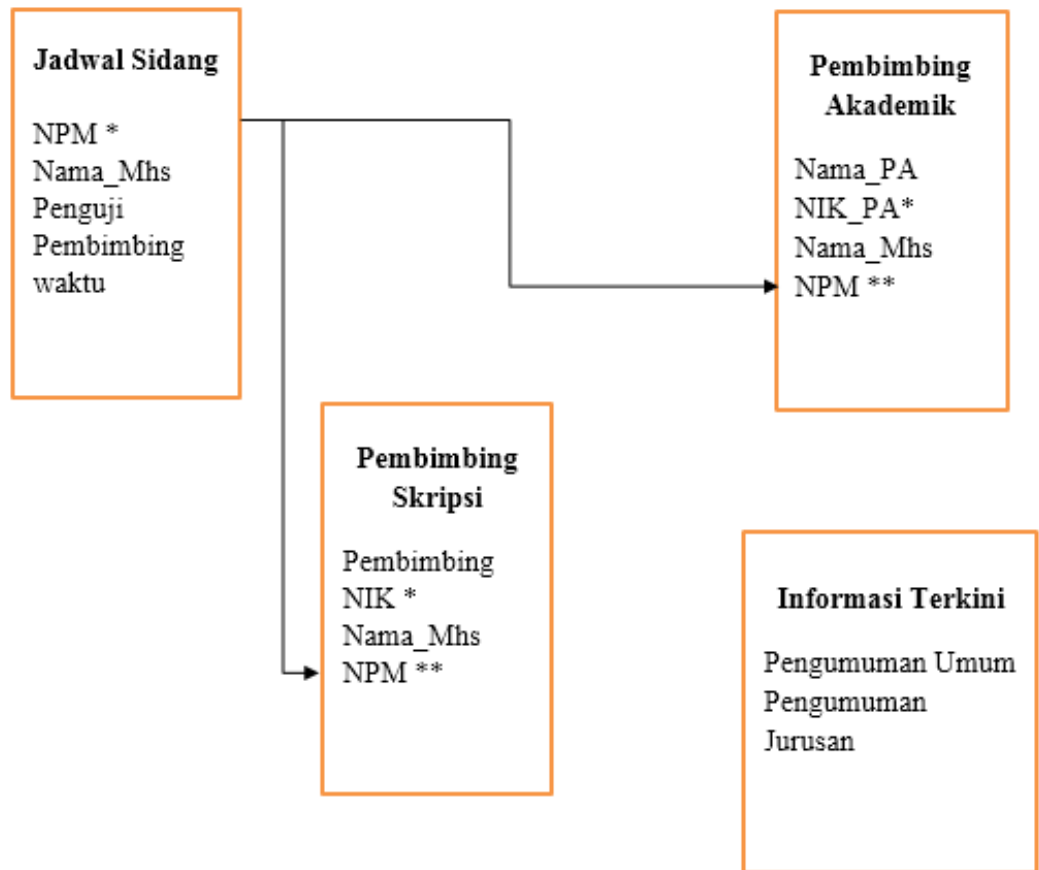 Jadwal Sidang
NPM *
Nama_Mhs
Penguji
Pembimbing
waktu
Pembimbing
Akademik
Nama_PA
NIK_PA*
Nama_Mhs
NPM **
Pembimbing
Skripsi
Pembimbing
NIK *
Nama_Mhs
NPM **
Informasi Terkini
Pengumuman Umum
Pengumuman
Jurusan